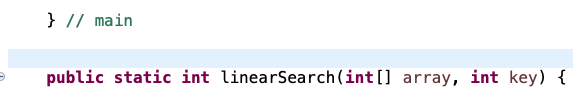 } // main
public static int linearSearch(int[] array, int key) {